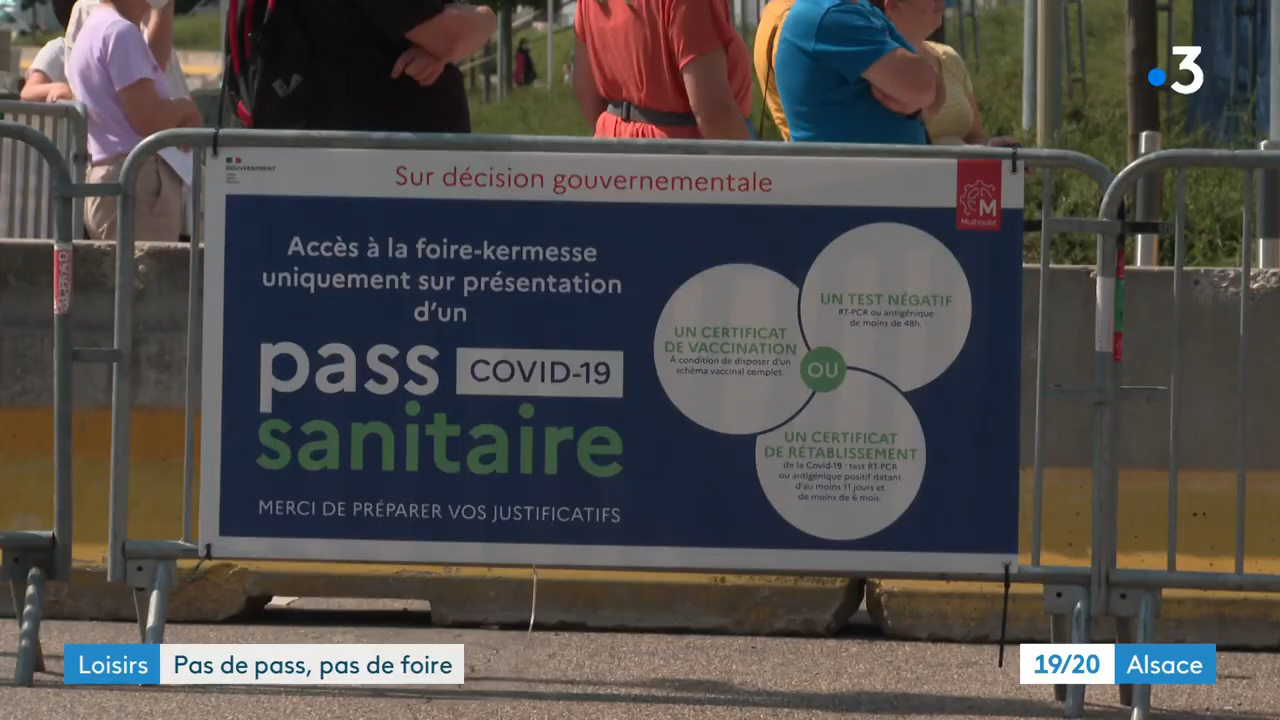 3
GOUVERNEMENT
Sur décision gouvernementale
M
Mulhouse
Accès à la foire-kermesse
uniquement sur présentation
d'un
pass COVID-19
sanitaire
MERCI DE PRÉPARER VOS JUSTIFICATIFS
UN TEST NÉGATIF
RT-PCR ou antigénique
de moins de 48h.
UN CERTIFICAT
DE VACCINATION
À condition de disposer d'un
schéma vaccinal complet.
OU
UN CERTIFICAT
DE RÉTABLISSEMENT
de la Covid-19 : test RT-PCR
ou antigénique positif datant
d'au moins 11 jours et
de moins de 6 mois
Loisirs Pas de pass, pas de foire
19/20 Alsace